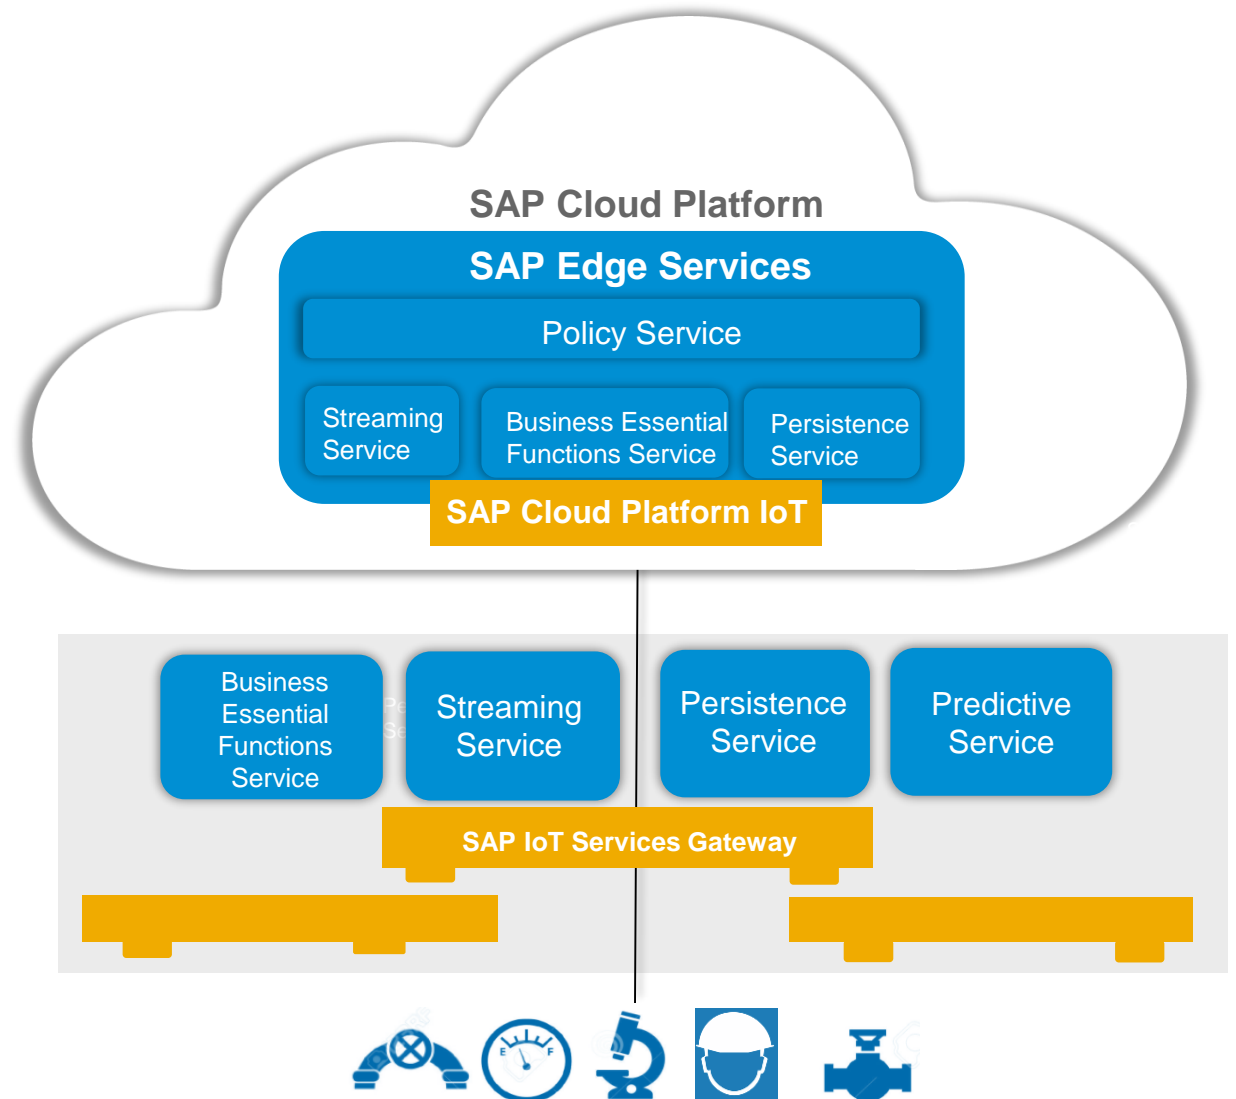 SAP Cloud Platform
SAP Edge Services
Policy Service
Streaming
Service
Business Essential
Functions Service
Persistence
Service
SAP Cloud Platform IoT
Business
Essential
Functions
Service
Streaming
Service
Persistence
Service
Predictive
Service
SAP IoT Services Gateway
E F